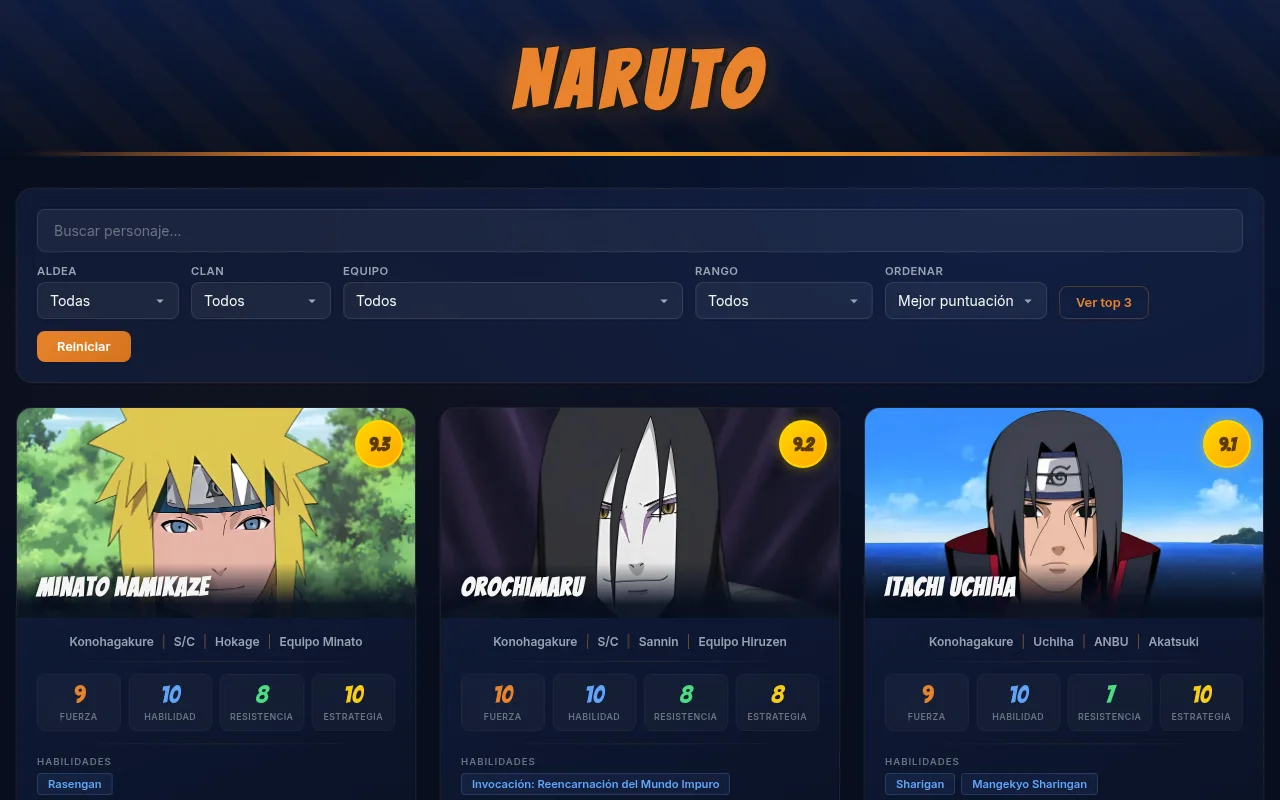 NARUTO
Buscar personaje...
ALDEA CLAN EQUIPO RANGO ORDENAR
Todas Todos Todos Todos Mejor puntuación Ver top 3
Reiniciar
9.3 9.2 9.1
MINATO NAMIKAZE OROCHIMARU ITACHI UCHIHA
Konohagakure | S/C | Hokage | Equipo Minato Konohagakure | S/C | Sannin | Equipo Hiruzen Konohagakure | Uchiha | ANBU | Akatsuki
9 10 8 10 10 10 8 8 9 10 7 10
FUERZA HABILIDAD RESISTENCIA ESTRATEGIA FUERZA HABILIDAD RESISTENCIA ESTRATEGIA FUERZA HABILIDAD RESISTENCIA ESTRATEGIA
HABILIDADES HABILIDADES HABILIDADES
Rasengan Invocación: Reencarnación del Mundo Impuro Sharigan Mangekyo Sharingan